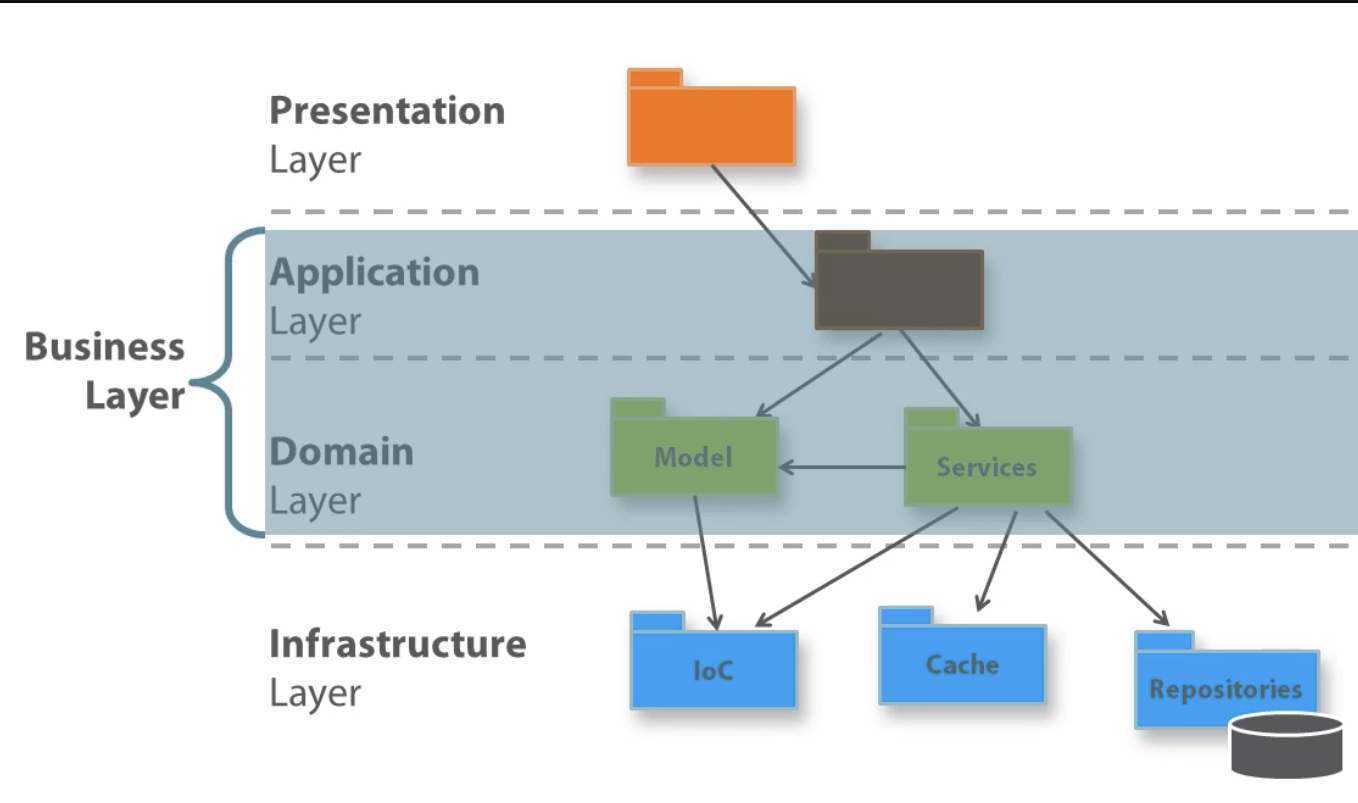 Presentation
Layer
Application
Layer
Business
Layer
Domain
Layer
Model
Services
Infrastructure
Layer
IoC
Cache
Repositories